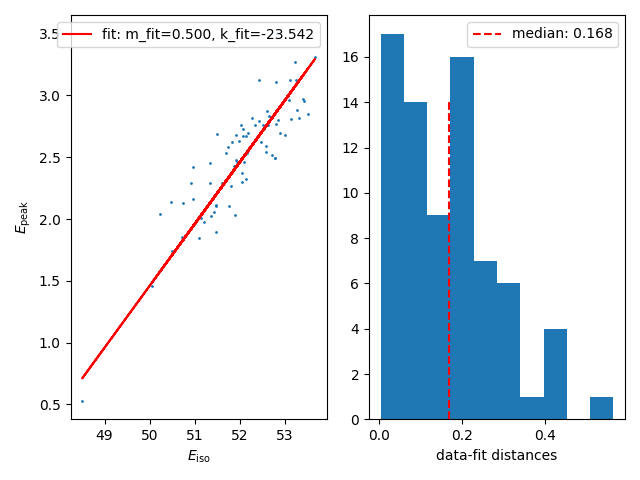 fit: m_fit=0.500, k_fit=-23.542
3.5
3.0
2.5
2.0
1.5
1.0
0.5
E_peak
49 50 51 52 53
E_iso
median: 0.168
16
14
12
10
8
6
4
2
0
0.0 0.2 0.4
data-fit distances